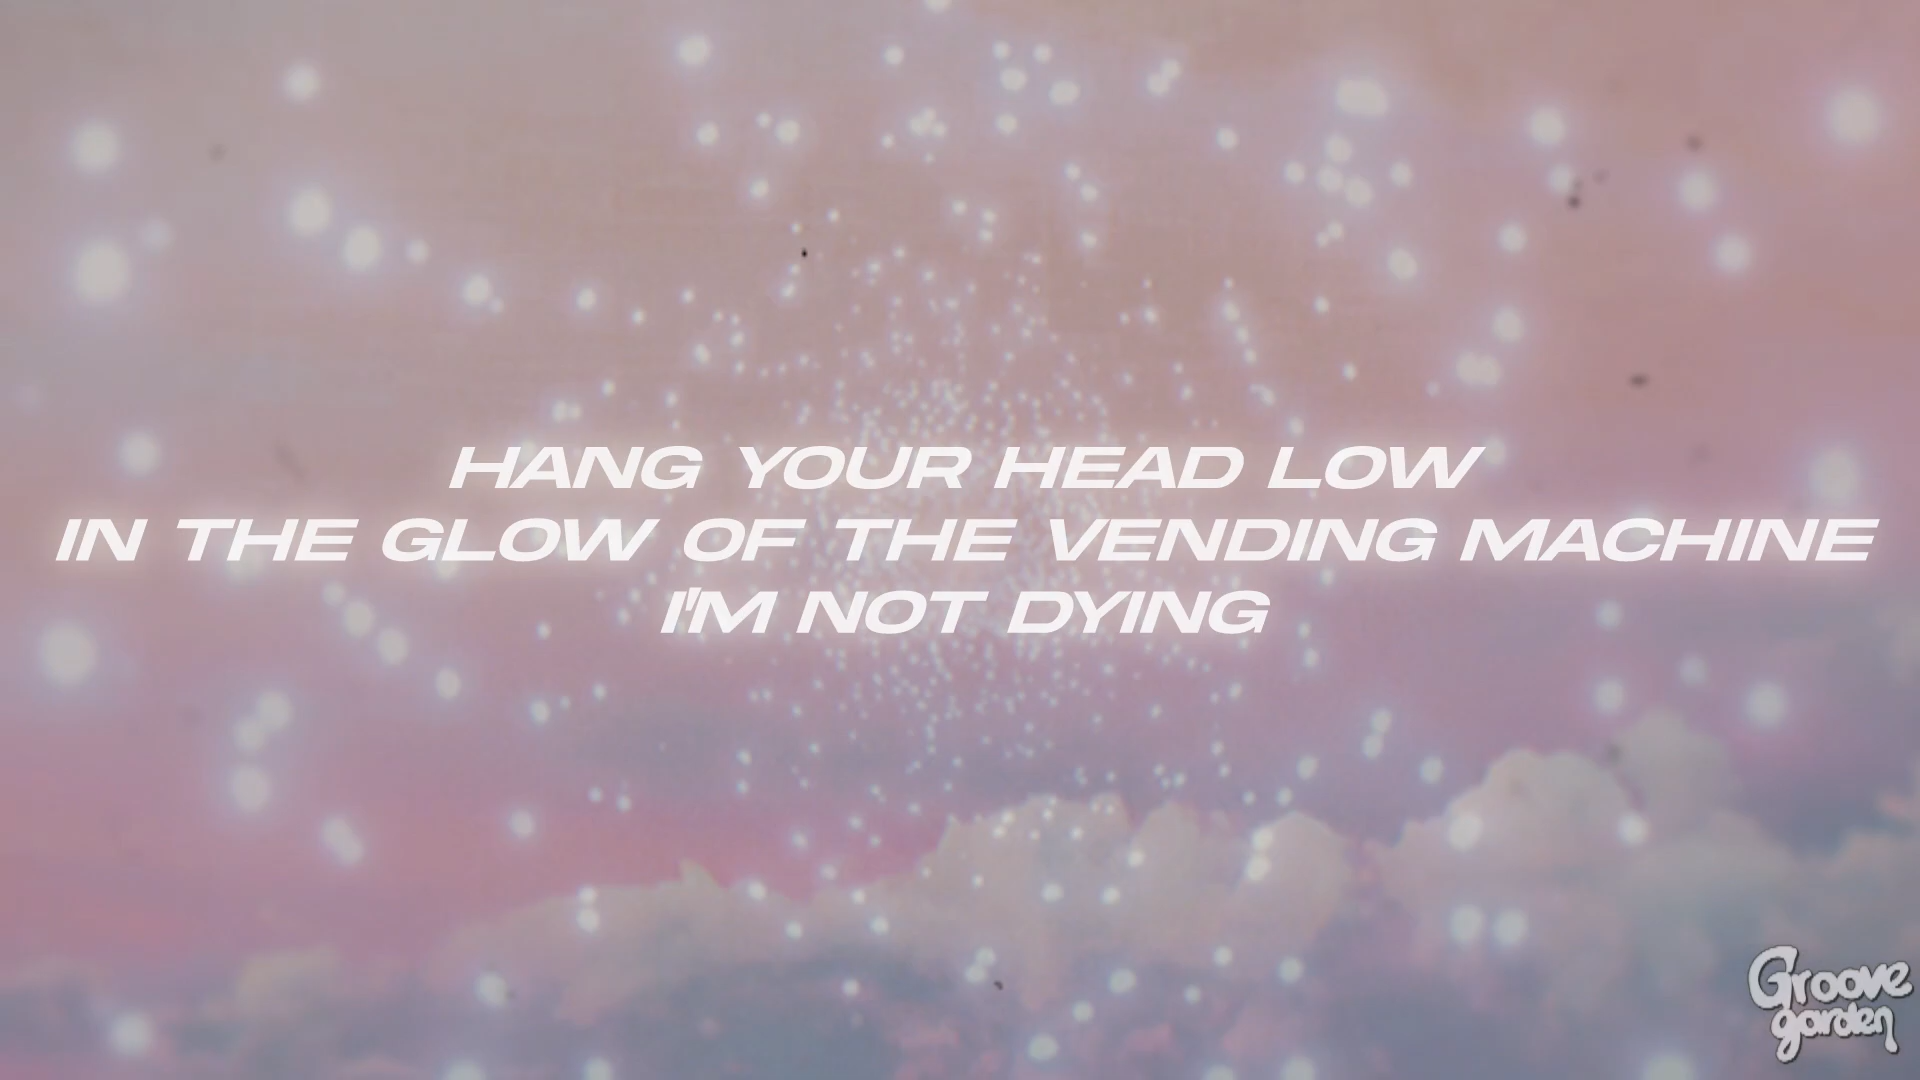 HANG YOUR HEAD LOW
IN THE GLOW OF THE VENDING MACHINE
I'M NOT DYING
Groove
garden